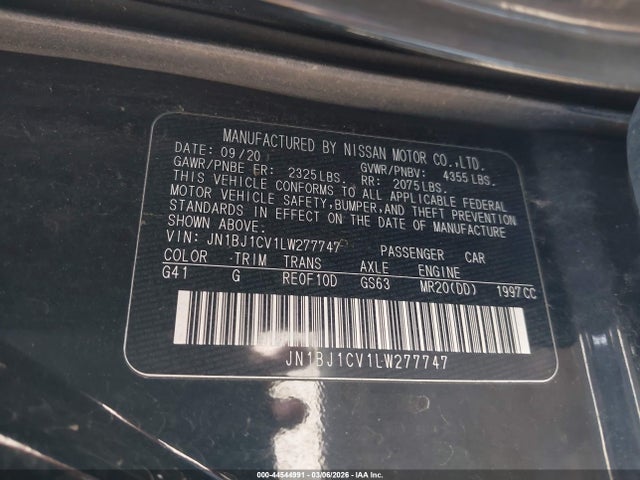 MANUFACTURED BY NISSAN MOTOR CO.,LTD.
DATE: 09/20 GVWR/PNBV: 4355 LBS.
GAWR/PNBE FR: 2325 LBS. RR: 2075 LBS.
THIS VEHICLE CONFORMS TO ALL APPLICABLE FEDERAL
MOTOR VEHICLE SAFETY, BUMPER, AND THEFT PREVENTION
STANDARDS IN EFFECT ON THE DATE OF MANUFACTURE
SHOWN ABOVE.
VIN: JN1BJ1CV1LW277747 PASSENGER CAR
COLOR TRIM TRANS AXLE ENGINE
G41 G RE0F10D GS63 MR20(DD) 1997CC
JN1BJ1CV1LW277747
000-44544991 - 03/06/2026 - IAA Inc.